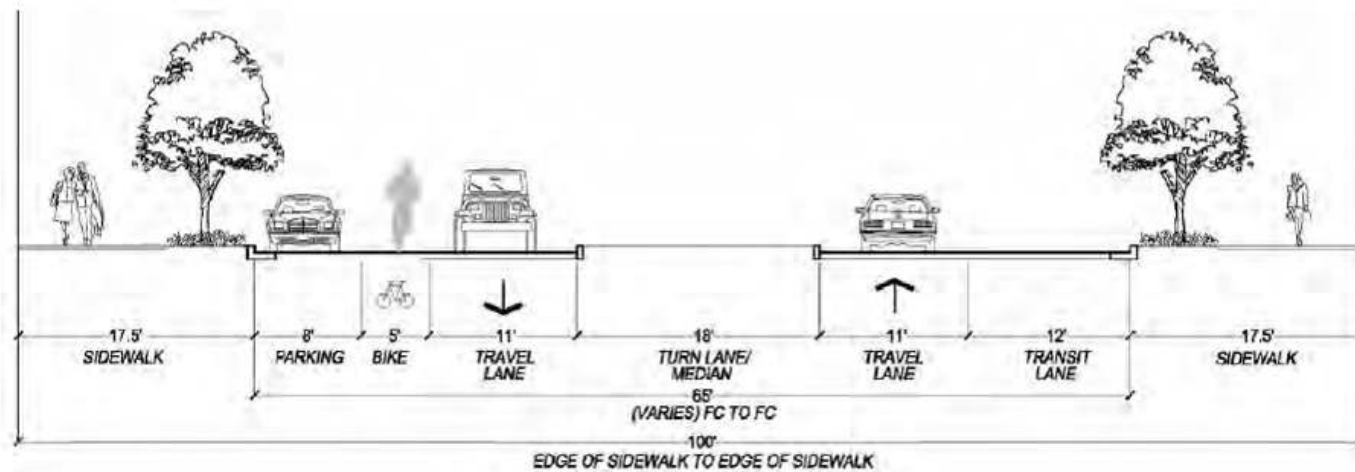 17.5' 8' 5' 11' 18' 11' 12' 17.5'
SIDEWALK PARKING BIKE TRAVEL TURN LANE/ TRAVEL TRANSIT SIDEWALK
LANE MEDIAN LANE LANE
65'
(VARIES) FC TO FC
100'
EDGE OF SIDEWALK TO EDGE OF SIDEWALK